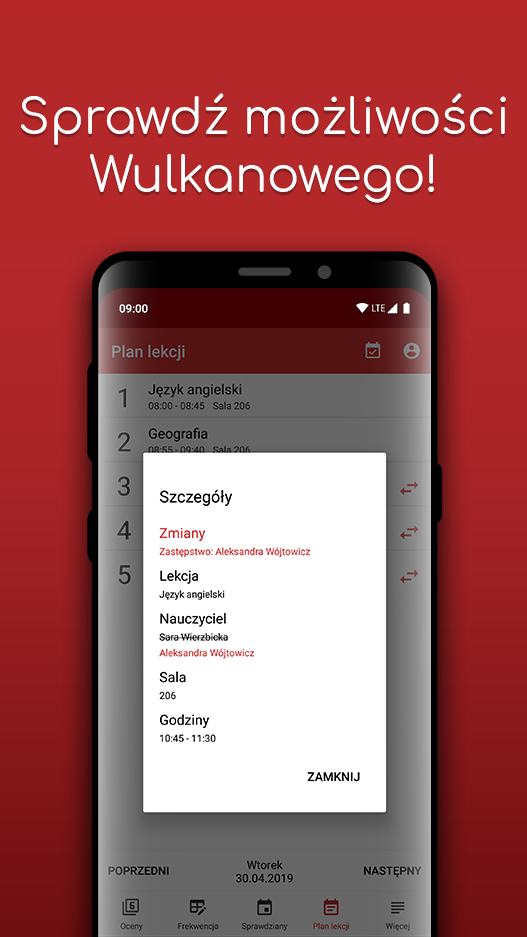 Sprawdź możliwości
Wulkanowego!
09:00
LTE
Plan lekcji
1
Język angielski
08:00 - 08:45 Sala 206
2
Geografia
08:55 - 09:40 Sala 206
3
4
5
Szczegóły
Zmiany
Zastępstwo: Aleksandra Wójtowicz
Lekcja
Język angielski
Nauczyciel
Sara Wierzbicka
Aleksandra Wójtowicz
Sala
206
Godziny
10:45 - 11:30
ZAMKNIJ
POPRZEDNI
Wtorek
30.04.2019
NASTĘPNY
6
Oceny
Frekwencja
Sprawdziany
Plan lekcji
Więcej